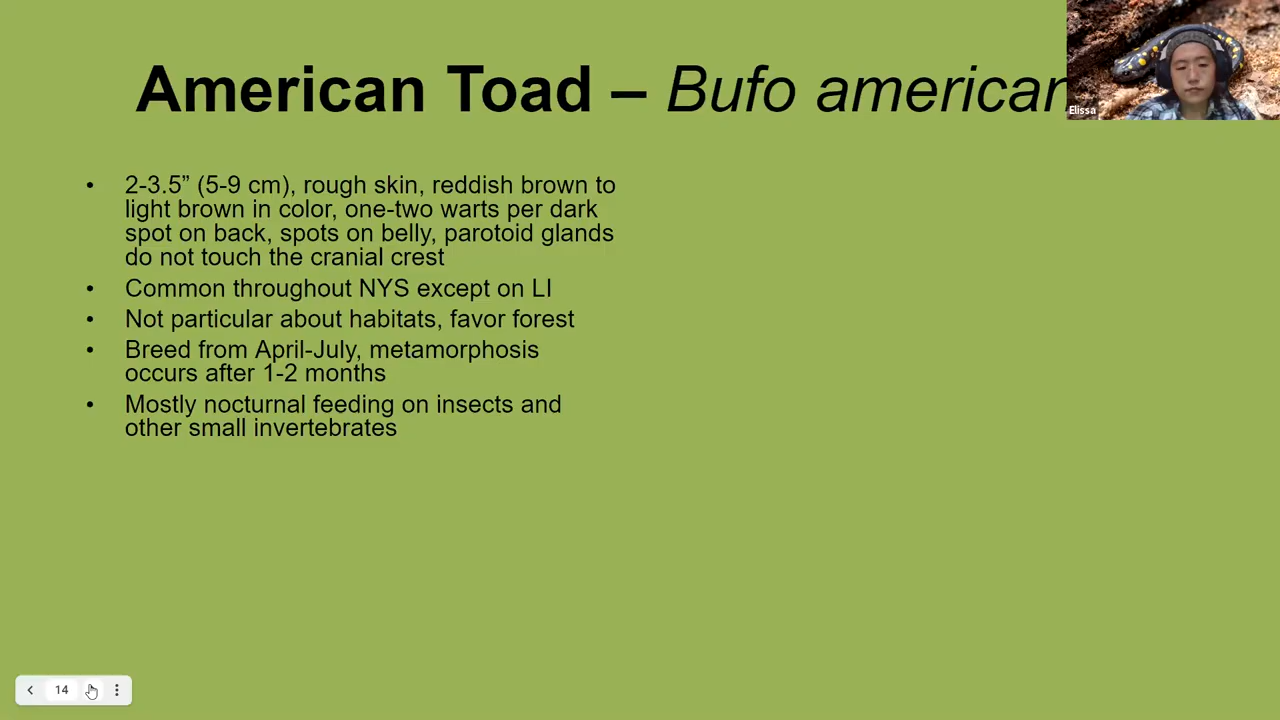 American Toad – Bufo american
Elissa
• 2-3.5” (5-9 cm), rough skin, reddish brown to
light brown in color, one-two warts per dark
spot on back, spots on belly, parotoid glands
do not touch the cranial crest
• Common throughout NYS except on LI
• Not particular about habitats, favor forest
• Breed from April-July, metamorphosis
occurs after 1-2 months
• Mostly nocturnal feeding on insects and
other small invertebrates
14